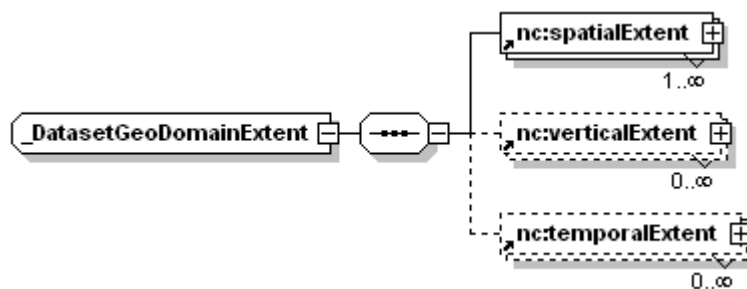 nc:spatialExtent
1..∞
_DatasetGeoDomainExtent
nc:verticalExtent
0..∞
nc:temporalExtent
0..∞